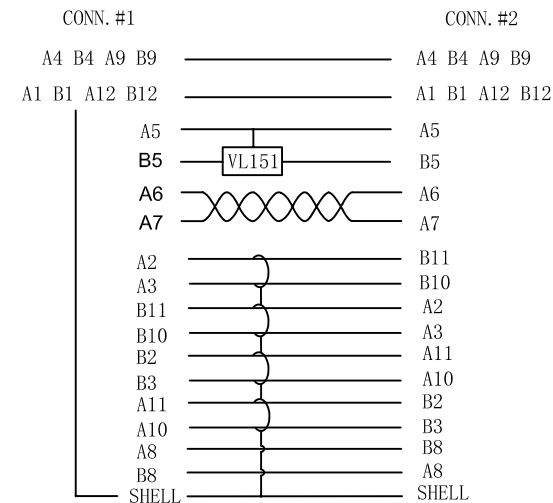 CONN. #1 CONN. #2
A4 B4 A9 B9 A4 B4 A9 B9
A1 B1 A12 B12 A1 B1 A12 B12
A5 A5
B5 VL151 B5
A6 A6
A7 A7
A2 B11
A3 B10
B11 A2
B10 A3
B2 A11
B3 A10
A11 B2
A10 B3
A8 B8
B8 A8
SHELL SHELL